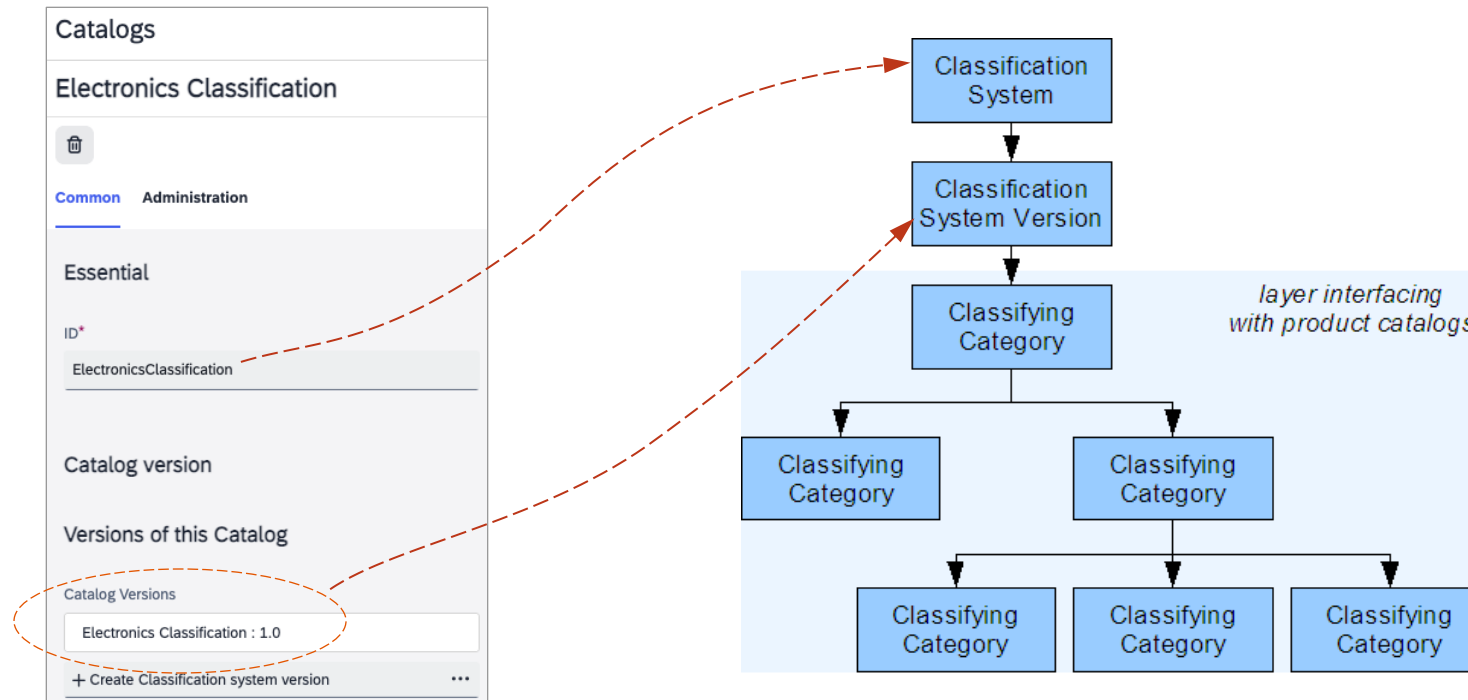 Catalogs
Electronics Classification
Common Administration
Essential
ID*
ElectronicsClassification
Catalog version
Versions of this Catalog
Catalog Versions
Electronics Classification : 1.0
+ Create Classification system version
Classification
System
Classification
System Version
layer interfacing
with product catalogs
Classifying
Category
Classifying
Category
Classifying
Category
Classifying
Category
Classifying
Category
Classifying
Category